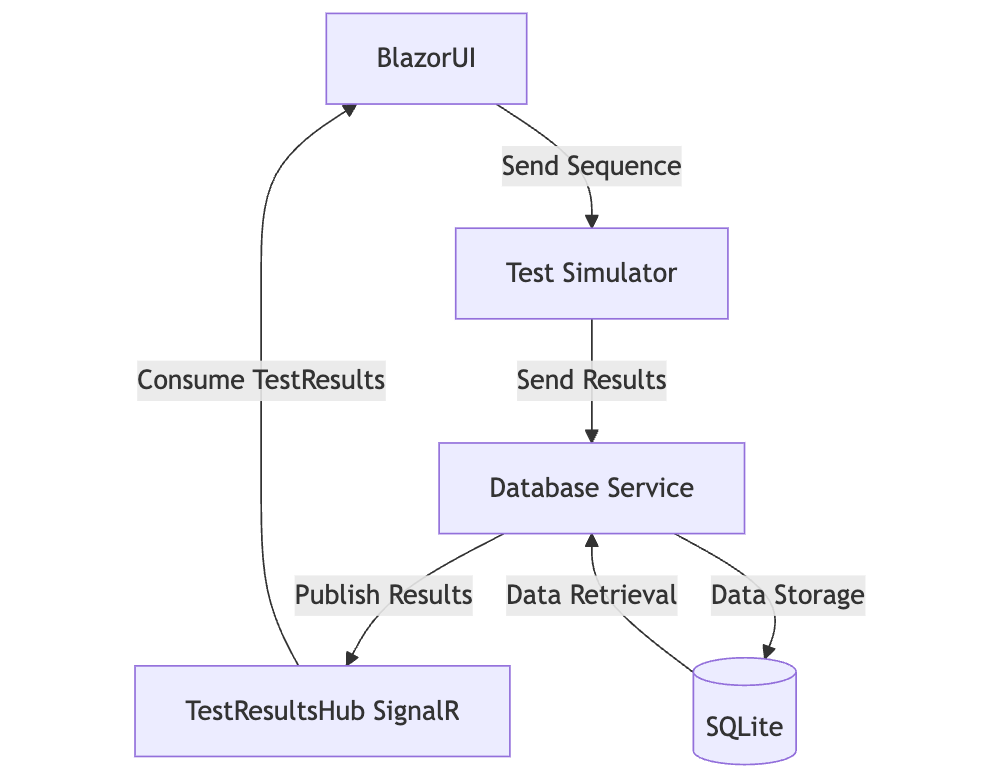 BlazorUI
Send Sequence
Test Simulator
Consume TestResults
Send Results
Database Service
Publish Results
Data Retrieval
Data Storage
TestResultsHub SignalR
SQLite